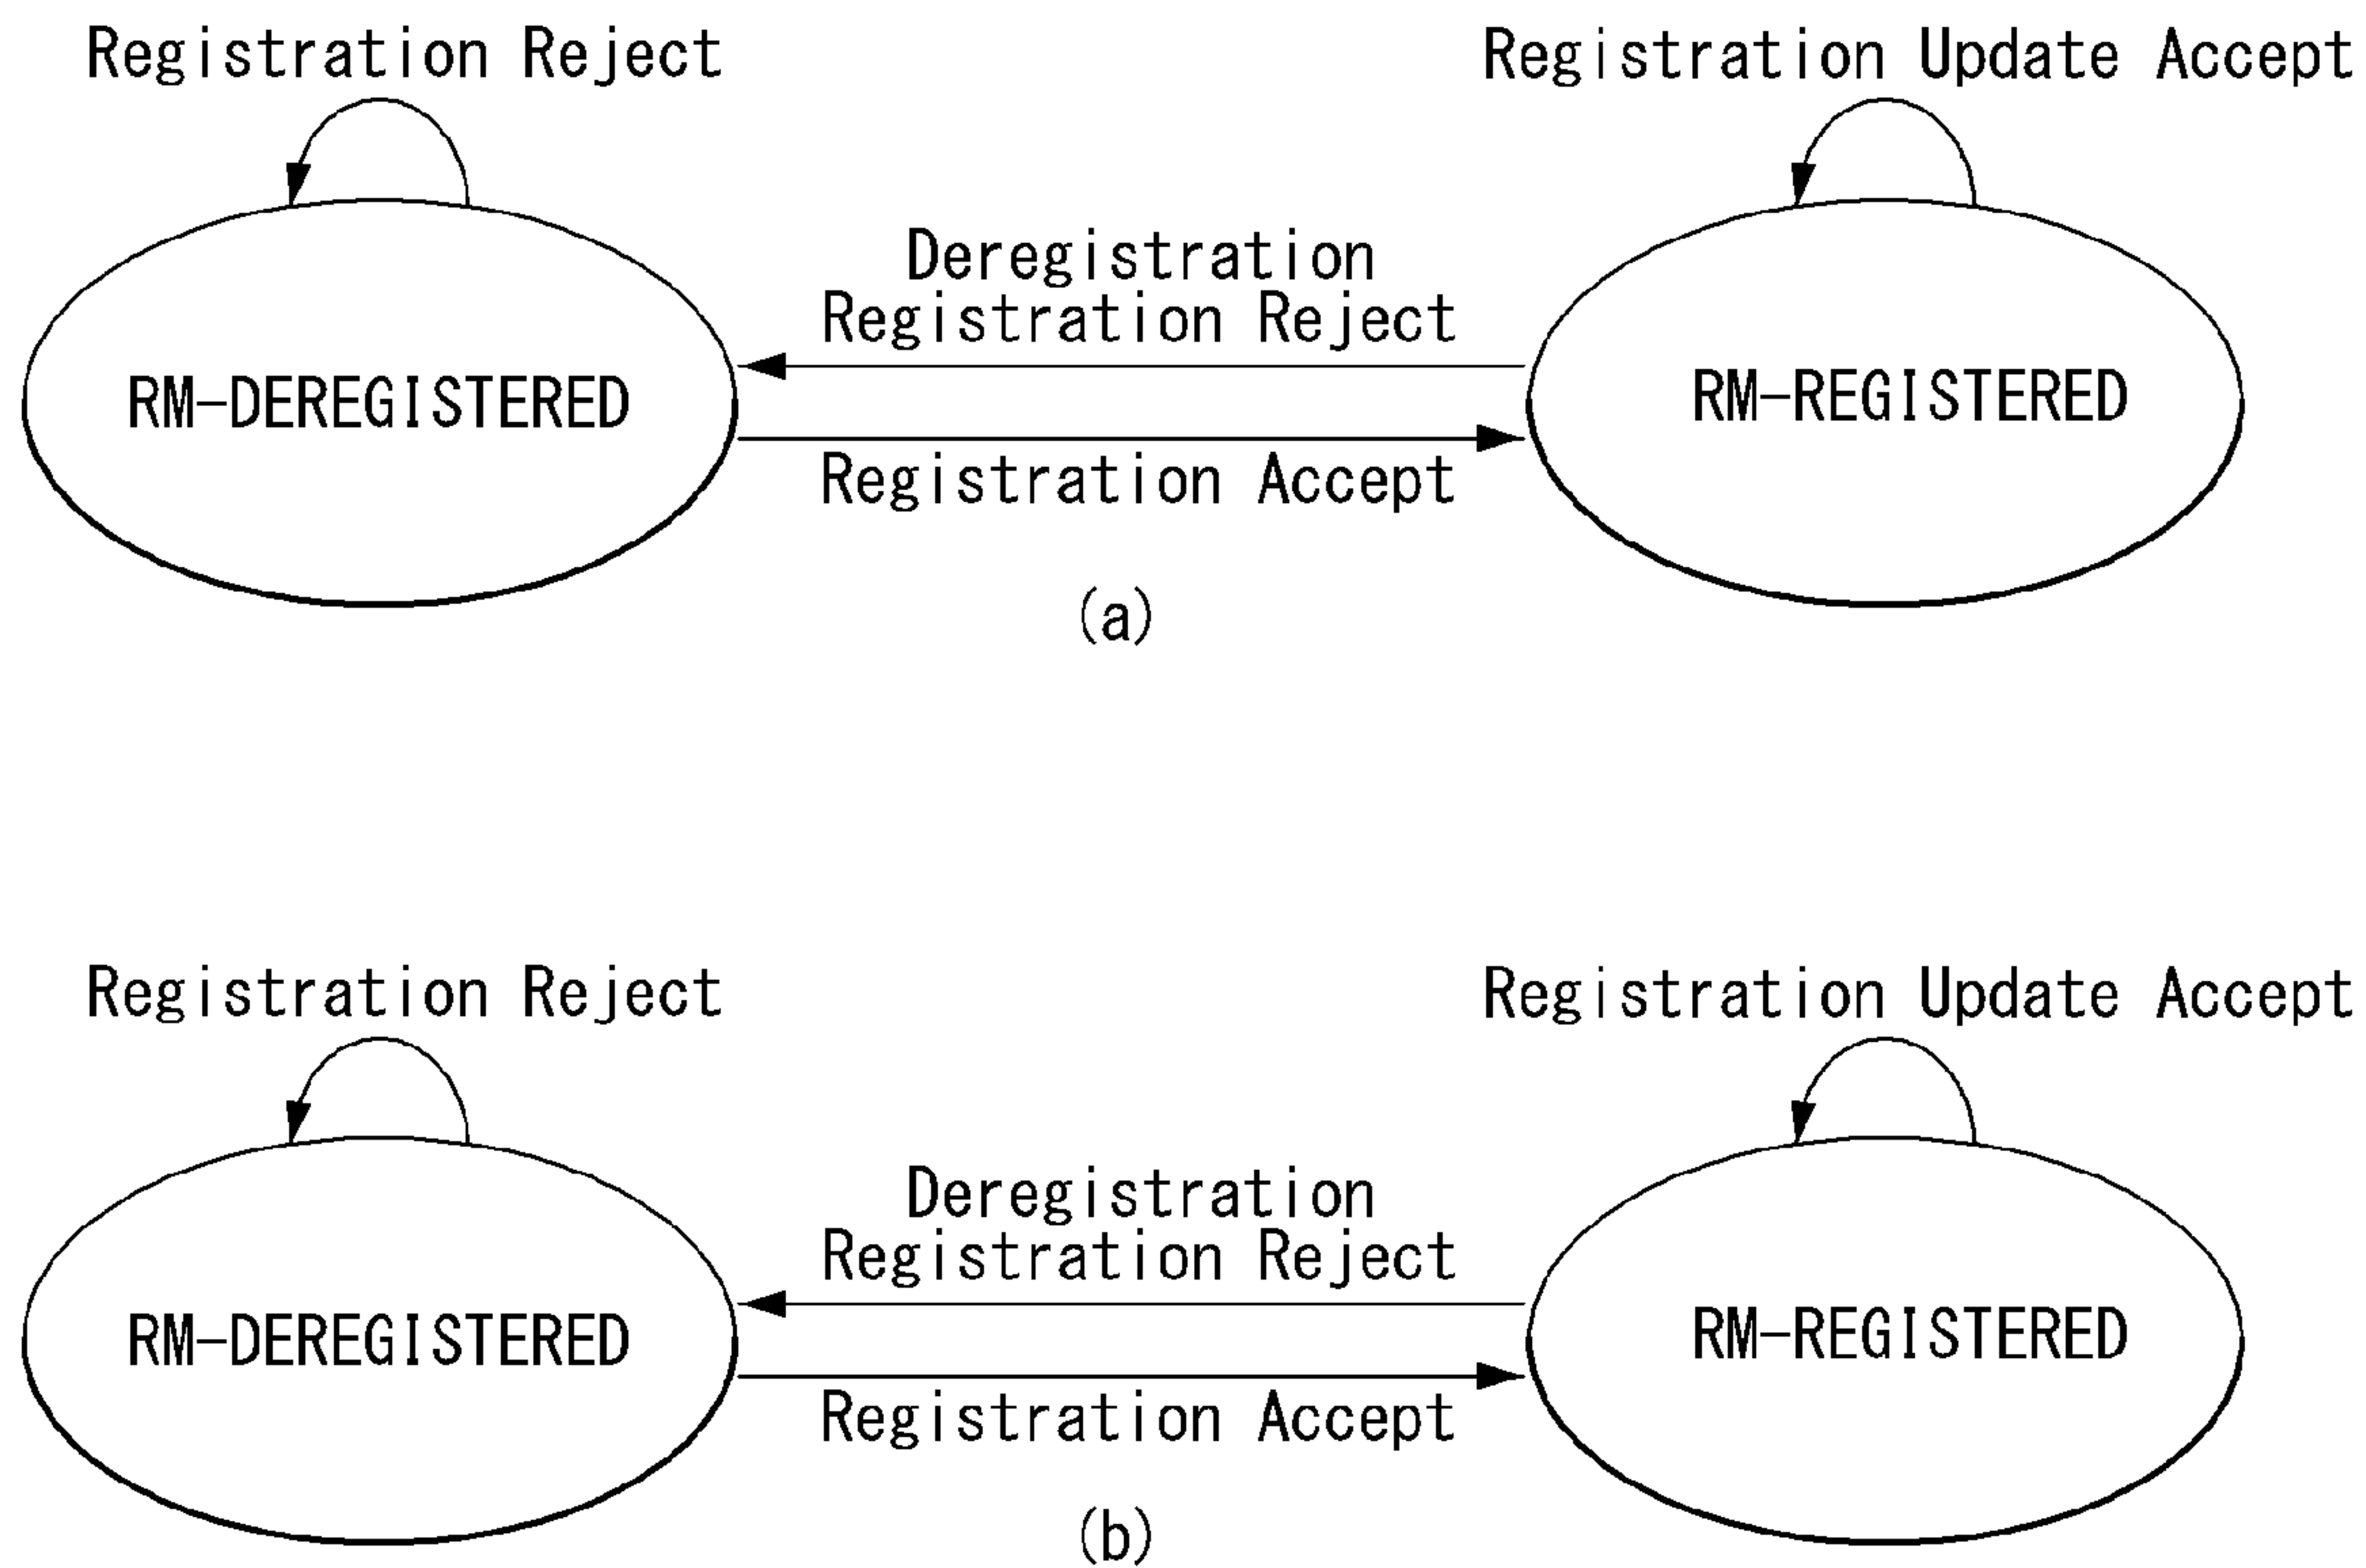 Registration Reject
Registration Update Accept
Deregistration
Registration Reject
RM-DEREGISTERED
RM-REGISTERED
Registration Accept
(a)
Registration Reject
Registration Update Accept
Deregistration
Registration Reject
RM-DEREGISTERED
RM-REGISTERED
Registration Accept
(b)